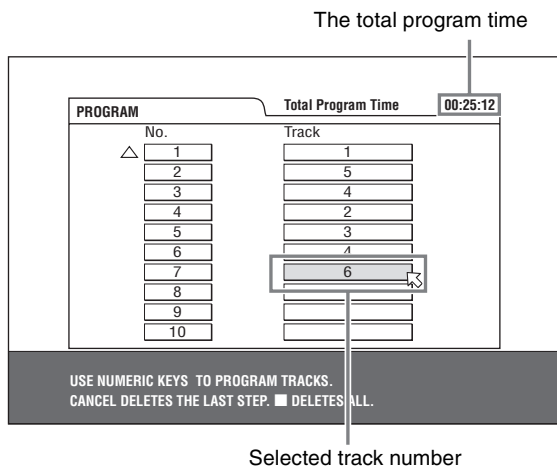 The total program time
PROGRAM Total Program Time 00:25:12
No. Track
1 1
2 5
3 4
4 2
5 3
6 4
7 6
8
9
10
USE NUMERIC KEYS TO PROGRAM TRACKS.
CANCEL DELETES THE LAST STEP. ■ DELETES ALL.
Selected track number